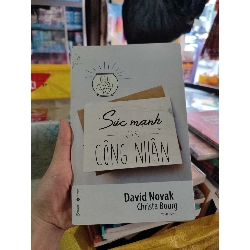 Sức mạnh
CÔNG NHẬN
David Novak
Christa Bourg